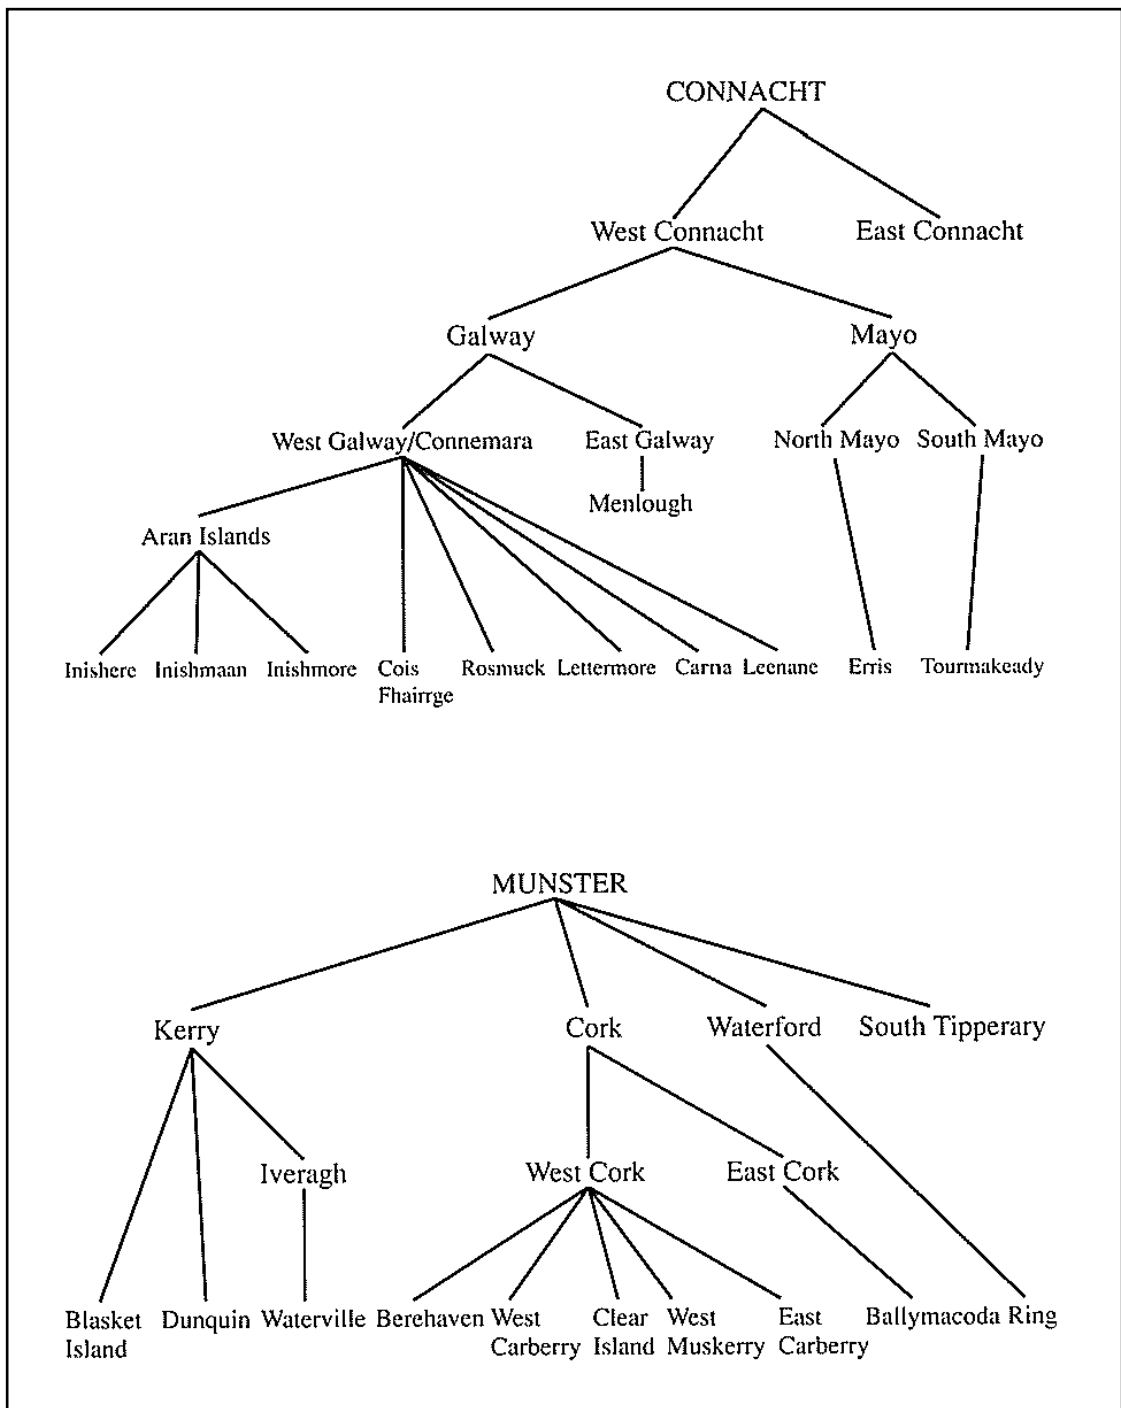 CONNACHT
West Connacht East Connacht
Galway Mayo
West Galway/Connemara East Galway North Mayo South Mayo
Menlough
Aran Islands
Inishere Inishmaan Inishmore Cois Rosmuck Lettermore Carna Leenane Erris Tourmakeady
Fhairrge
MUNSTER
Kerry Cork Waterford South Tipperary
Iveragh West Cork East Cork
Blasket Dunquin Waterville Berehaven West Clear West East Ballymacoda Ring
Island Carberry Island Muskerry Carberry